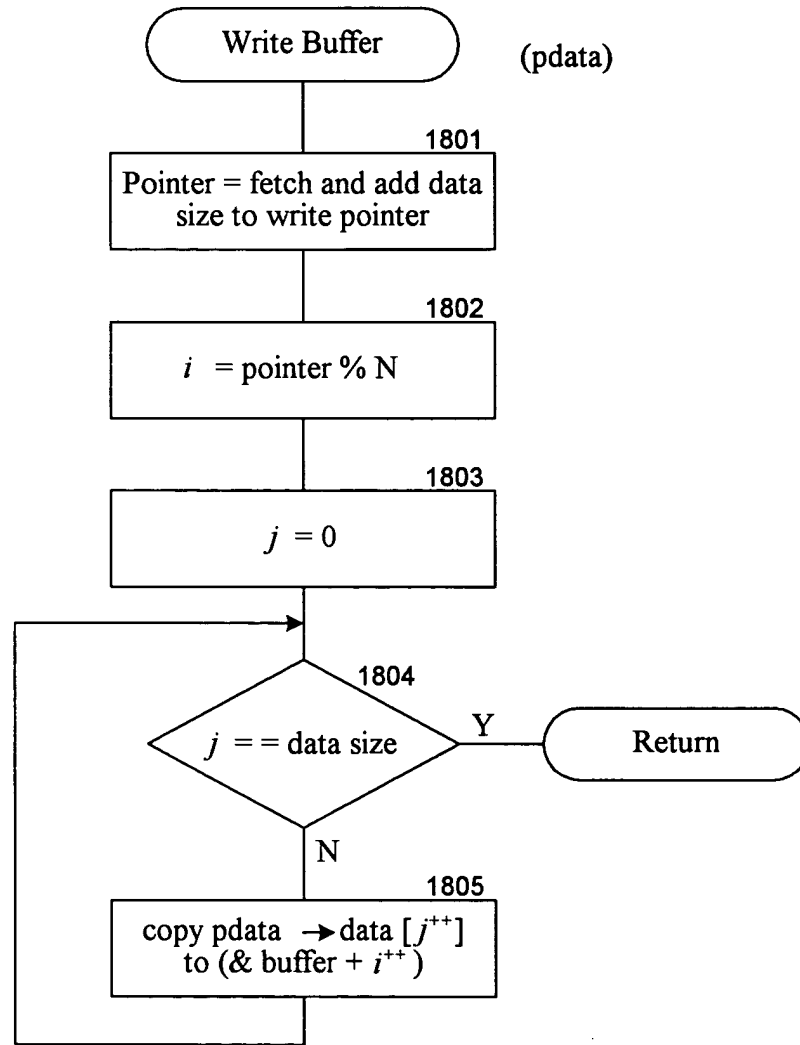 Write Buffer
(pdata)
1801
Pointer = fetch and add data
size to write pointer
1802
i = pointer % N
1803
j = 0
1804
j = = data size
Y
Return
N
1805
copy pdata → data [j++]
to (& buffer + i++)